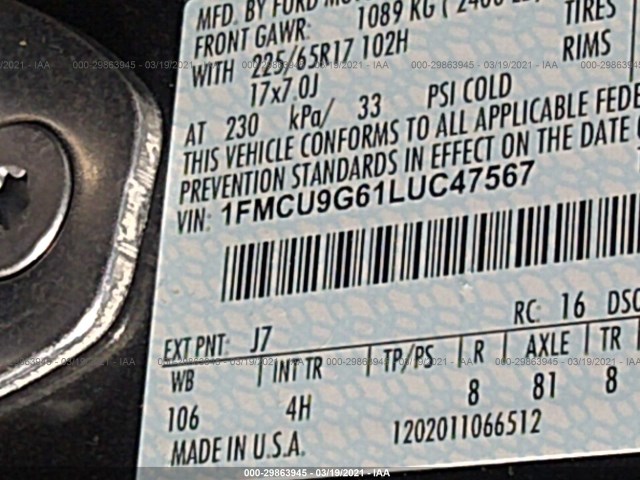 MFD. BY FORD
FRONT GAWR: 1089 KG
TIRES
WITH 225/65R17 102H
RIMS
17x7.0J
AT 230 kPa/ 33 PSI COLD
THIS VEHICLE CONFORMS TO ALL APPLICABLE
PREVENTION STANDARDS IN EFFECT ON THE DATE
VIN: 1FMCU9G61LUC47567
EXT PNT: J7 RC: 16
WB INT TR TP/PS R AXLE TR
106 4H 8 81 8
MADE IN U.S.A. 1202011066512
000-29863945 - 03/19/2021 - IAA